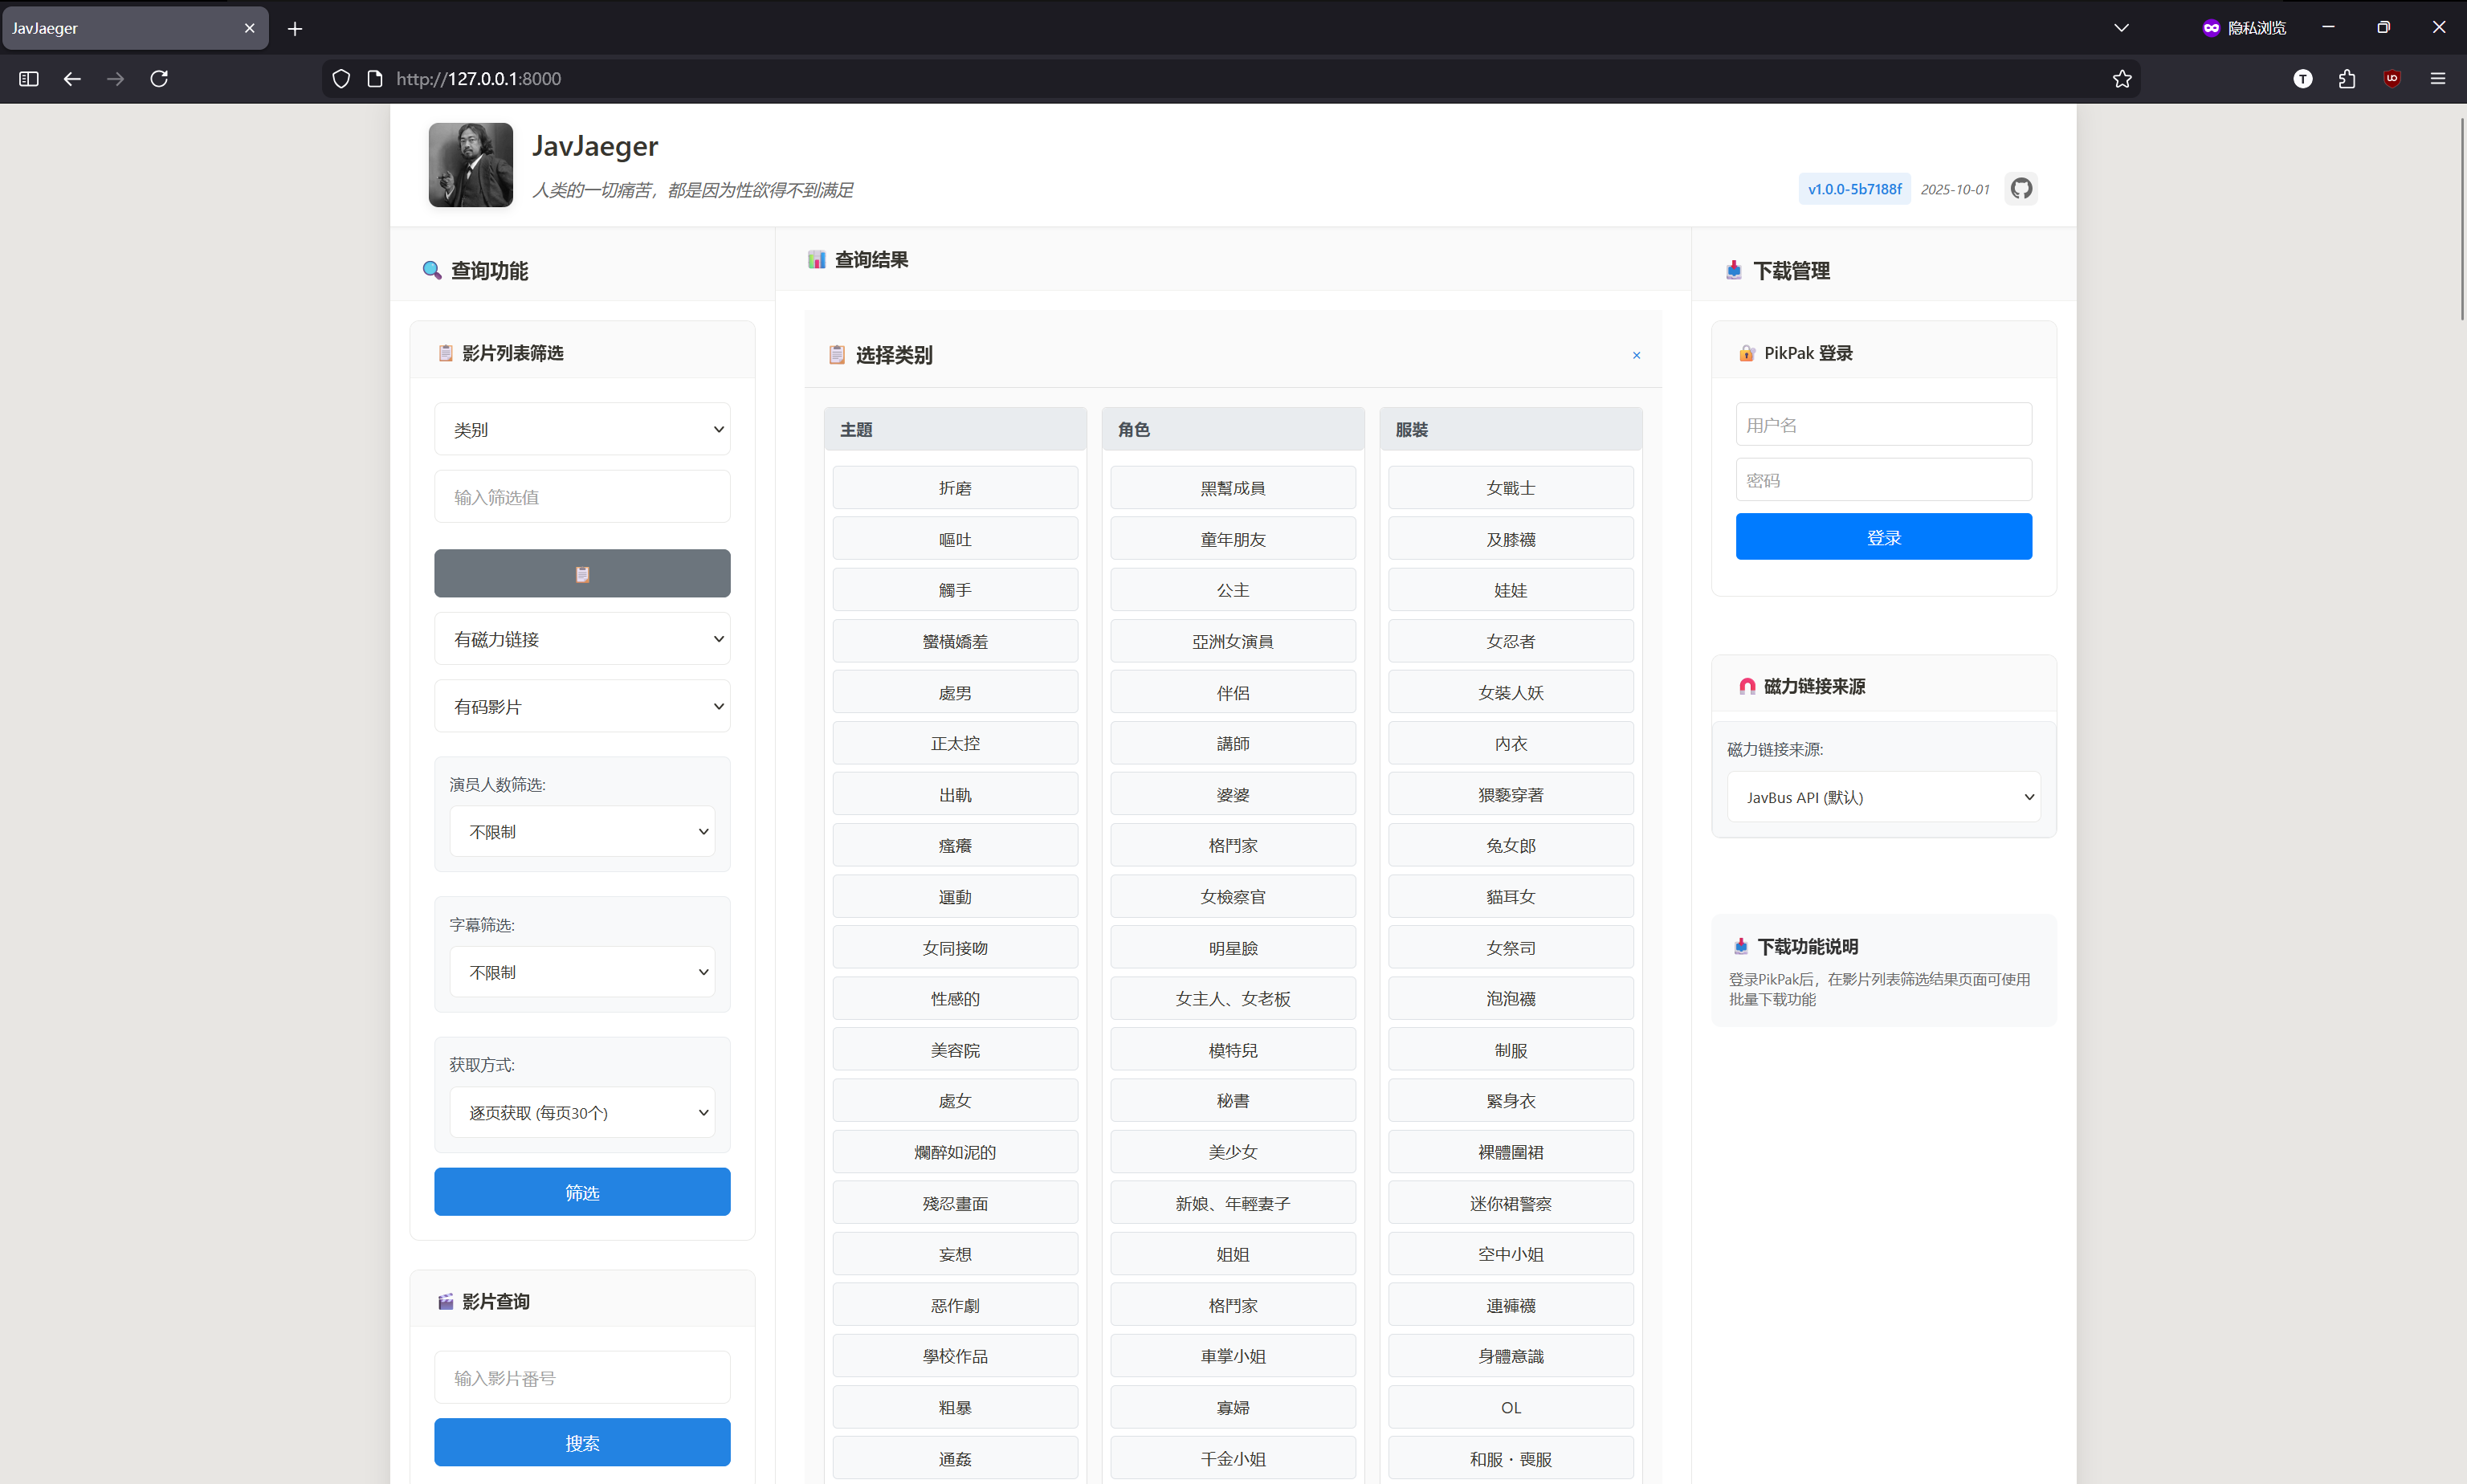 JavJaeger
隐私浏览
http://127.0.0.1:8000
JavJaeger
人类的一切痛苦，都是因为性欲得不到满足
v1.0.0-5b7188f
2025-10-01
查询功能
影片列表筛选
类别
输入筛选值
有磁力链接
有码影片
演员人数筛选:
不限制
字幕筛选:
不限制
获取方式:
逐页获取 (每页30个)
筛选
影片查询
输入影片番号
搜索
查询结果
选择类别
×
主題
折磨
嘔吐
觸手
蠻橫嬌羞
處男
正太控
出軌
瘙癢
運動
女同接吻
性感的
美容院
處女
爛醉如泥的
殘忍畫面
妄想
惡作劇
學校作品
粗暴
通姦
角色
黑幫成員
童年朋友
公主
亞洲女演員
伴侶
講師
婆婆
格鬥家
女檢察官
明星臉
女主人、女老板
模特兒
秘書
美少女
新娘、年輕妻子
姐姐
格鬥家
車掌小姐
寡婦
千金小姐
服裝
女戰士
及膝襪
娃娃
女忍者
女裝人妖
內衣
猥褻穿著
兔女郎
貓耳女
女祭司
泡泡襪
制服
緊身衣
裸體圍裙
迷你裙警察
空中小姐
連褲襪
身體意識
OL
和服・喪服
下载管理
PikPak 登录
用户名
密码
登录
磁力链接来源
磁力链接来源:
JavBus API (默认)
下载功能说明
登录PikPak后，在影片列表筛选结果页面可使用
批量下载功能